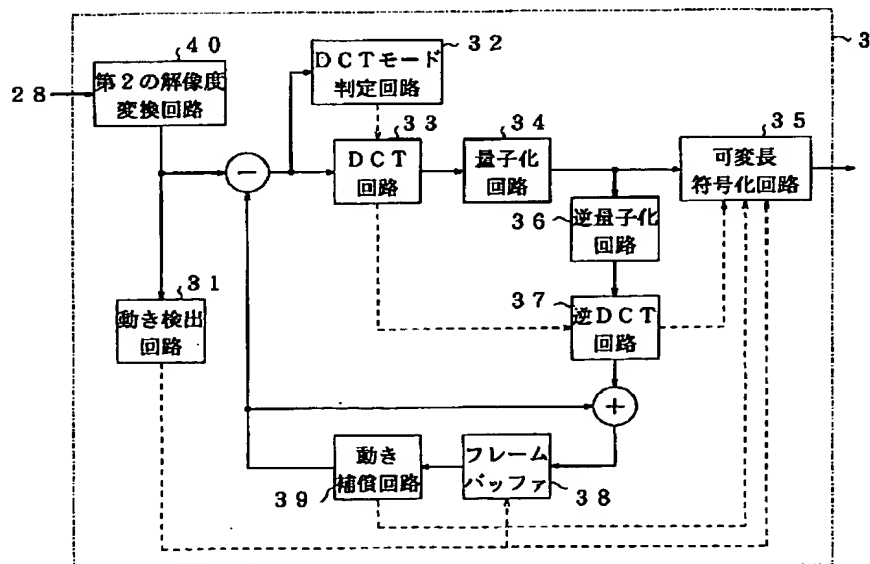 40
32
3
第2の解像度
変換回路
DCTモード
判定回路
28
33
34
35
DCT
回路
量子化
回路
可変長
符号化回路
−
36
逆量子化
回路
31
37
動き検出
回路
逆DCT
回路
+
動き
補償回路
フレーム
バッファ
39
38